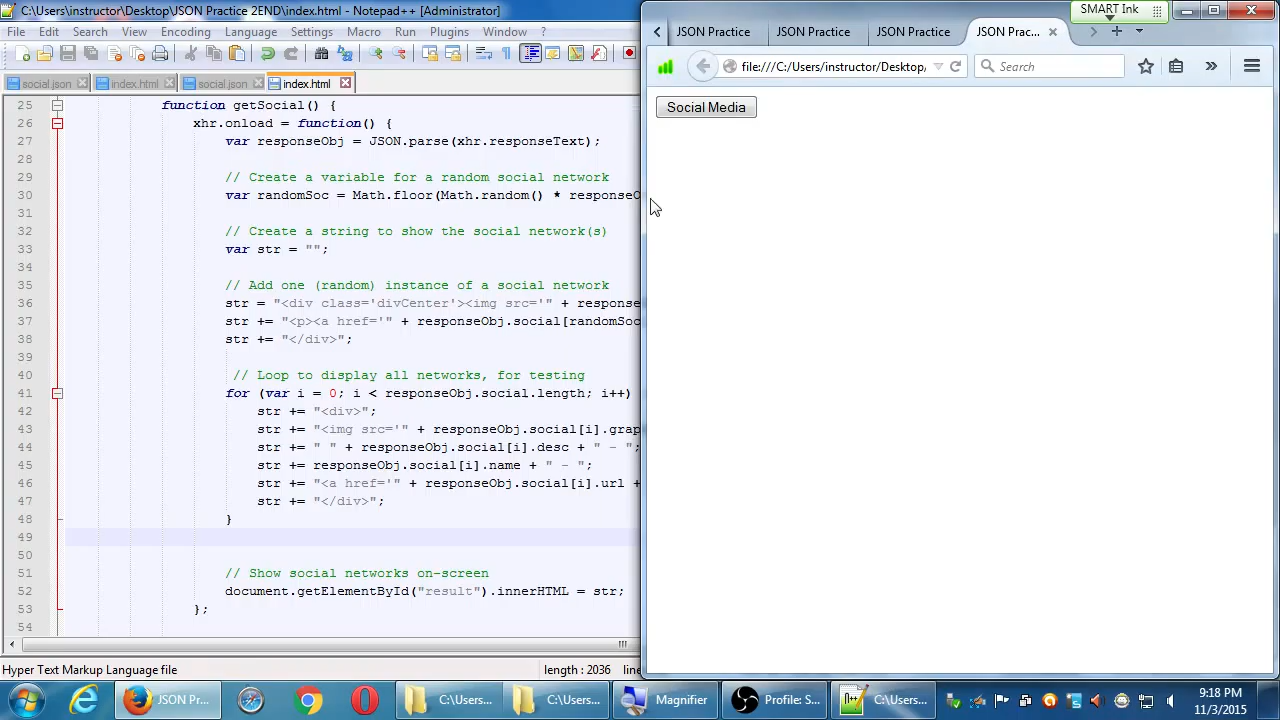 C:\Users\instructor\Desktop\JSON Practice 2END\index.html - Notepad++ [Administrator]
SMART Ink
File Edit Search View Encoding Language Settings Macro Run Plugins Window ?
JSON Practice JSON Practice JSON Practice JSON Prac...
file:///C:/Users/instructor/Desktop/ Search
social.json index.html social.json index.html
Social Media
25 function getSocial() {
26 xhr.onload = function() {
27 var responseObj = JSON.parse(xhr.responseText);
28
29 // Create a variable for a random social network
30 var randomSoc = Math.floor(Math.random() * responseO
31
32 // Create a string to show the social network(s)
33 var str = "";
34
35 // Add one (random) instance of a social network
36 str = "<div class='divCenter'><img src='" + response
37 str += "<p><a href='" + responseObj.social[randomSoc
38 str += "</div>";
39
40 // Loop to display all networks, for testing
41 for (var i = 0; i < responseObj.social.length; i++)
42 str += "<div>";
43 str += "<img src='" + responseObj.social[i].grap
44 str += " " + responseObj.social[i].desc + " - ";
45 str += responseObj.social[i].name + " - ";
46 str += "<a href='" + responseObj.social[i].url +
47 str += "</div>";
48 }
49
50
51 // Show social networks on-screen
52 document.getElementById("result").innerHTML = str;
53 };
54
Hyper Text Markup Language file length : 2036 line
JSON Pr... C:\Users... C:\Users... Magnifier Profile: S... C:\Users...
9:18 PM
11/3/2015